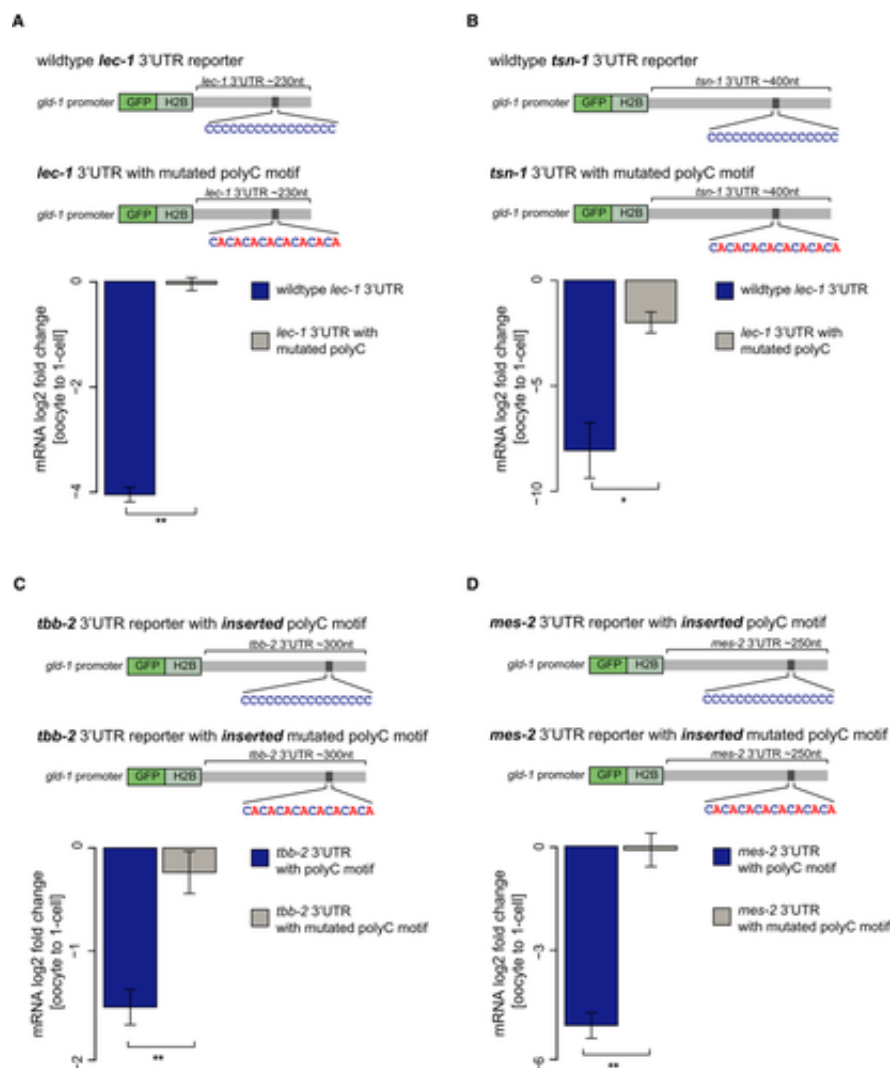 A
wildtype lec-1 3'UTR reporter
lec-1 3'UTR ~230nt
gld-1 promoter GFP H2B
CCCCCCCCCCCCCCCC
lec-1 3'UTR with mutated polyC motif
lec-1 3'UTR ~230nt
gld-1 promoter GFP H2B
CACACACACACACACA
mRNA log2 fold change
[oocyte to 1-cell]
0
−2
−4
**
wildtype lec-1 3'UTR
lec-1 3'UTR with
mutated polyC
B
wildtype tsn-1 3'UTR reporter
tsn-1 3'UTR ~400nt
gld-1 promoter GFP H2B
CCCCCCCCCCCCCCCC
tsn-1 3'UTR with mutated polyC motif
tsn-1 3'UTR ~400nt
gld-1 promoter GFP H2B
CACACACACACACACA
mRNA log2 fold change
[oocyte to 1-cell]
0
−5
−10
*
wildtype lec-1 3'UTR
lec-1 3'UTR with
mutated polyC
C
tbb-2 3'UTR reporter with inserted polyC motif
tbb-2 3'UTR ~300nt
gld-1 promoter GFP H2B
CCCCCCCCCCCCCCCC
tbb-2 3'UTR reporter with inserted mutated polyC motif
tbb-2 3'UTR ~300nt
gld-1 promoter GFP H2B
CACACACACACACACA
mRNA log2 fold change
[oocyte to 1-cell]
0
−1
−2
**
tbb-2 3'UTR
with polyC motif
tbb-2 3'UTR
with mutated polyC motif
D
mes-2 3'UTR reporter with inserted polyC motif
mes-2 3'UTR ~250nt
gld-1 promoter GFP H2B
CCCCCCCCCCCCCCCC
mes-2 3'UTR reporter with inserted mutated polyC motif
mes-2 3'UTR ~250nt
gld-1 promoter GFP H2B
CACACACACACACACA
mRNA log2 fold change
[oocyte to 1-cell]
0
−3
−6
**
mes-2 3'UTR
with polyC motif
mes-2 3'UTR
with mutated polyC motif